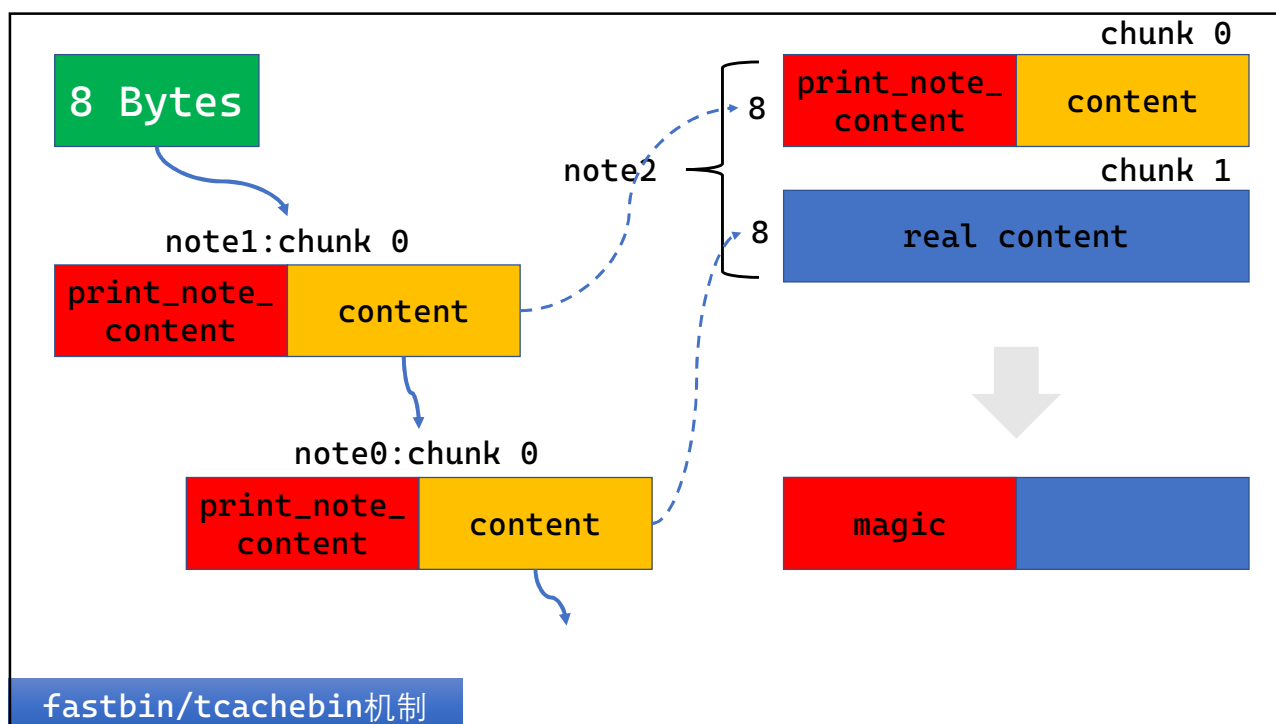 8 Bytes
note1:chunk 0
print_note_
content
content
note0:chunk 0
print_note_
content
content
note2
8
8
chunk 0
print_note_
content
content
chunk 1
real content
magic
fastbin/tcachebin机制